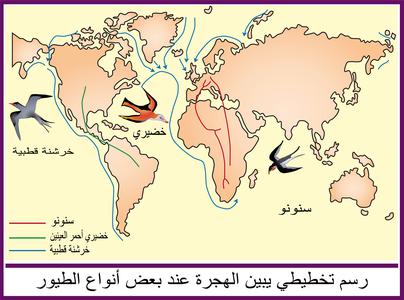 خضيري
خرشنة قطبية
سنونو
سنونو
خضيري أحمر العينين
خرشنة قطبية
رسم تخطيطي يبين الهجرة عند بعض أنواع الطيور